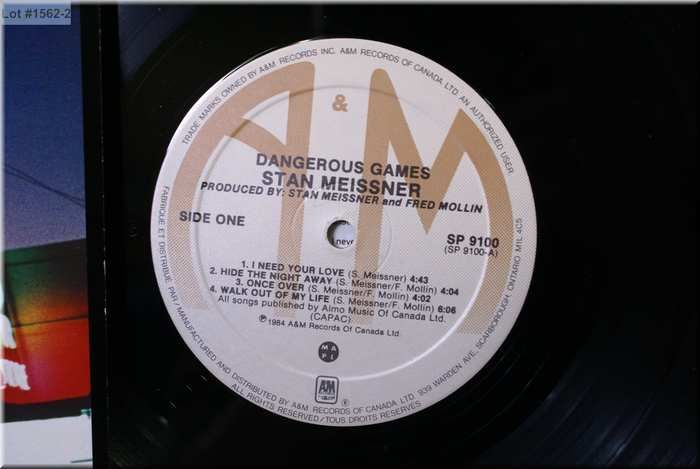 Lot #1562-2
TRADE MARKS OWNED BY A&M RECORDS INC. A&M RECORDS OF CANADA LTD. AN AUTHORIZED USER
A & M
DANGEROUS GAMES
STAN MEISSNER
PRODUCED BY: STAN MEISSNER and FRED MOLLIN
SIDE ONE
SP 9100
(SP 9100-A)
neve
1. I NEED YOUR LOVE (S. Meissner) 4:43
2. HIDE THE NIGHT AWAY (S. Meissner/F. Mollin) 4:04
3. ONCE OVER (S. Meissner/F. Mollin) 4:02
4. WALK OUT OF MY LIFE (S. Meissner/F. Mollin) 6:06
All songs published by Almo Music Of Canada Ltd.
(CAPAC)
℗ 1984 A&M Records Of Canada Ltd.
MAPL
A&M
FABRIQUE ET DISTRIBUE PAR / MANUFACTURED AND DISTRIBUTED BY A&M RECORDS OF CANADA LTD. 939 WARDEN AVE, SCARBOROUGH, ONTARIO M1L 4C5
ALL RIGHTS RESERVED / TOUS DROITS RESERVES